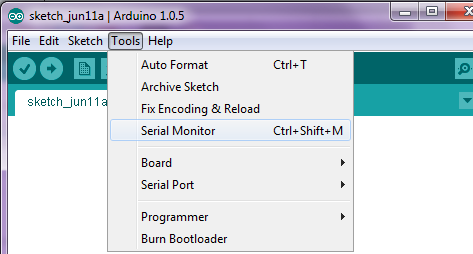 sketch_jun11a | Arduino 1.0.5
File Edit Sketch Tools Help
sketch_jun11a
Auto Format Ctrl+T
Archive Sketch
Fix Encoding & Reload
Serial Monitor Ctrl+Shift+M
Board
Serial Port
Programmer
Burn Bootloader